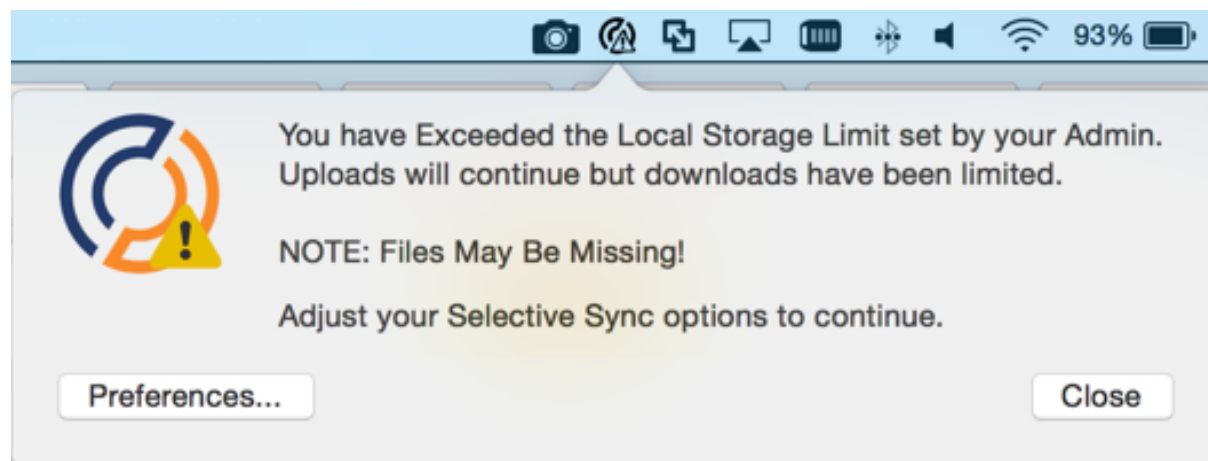 93%
You have Exceeded the Local Storage Limit set by your Admin.
Uploads will continue but downloads have been limited.
NOTE: Files May Be Missing!
Adjust your Selective Sync options to continue.
Preferences... Close